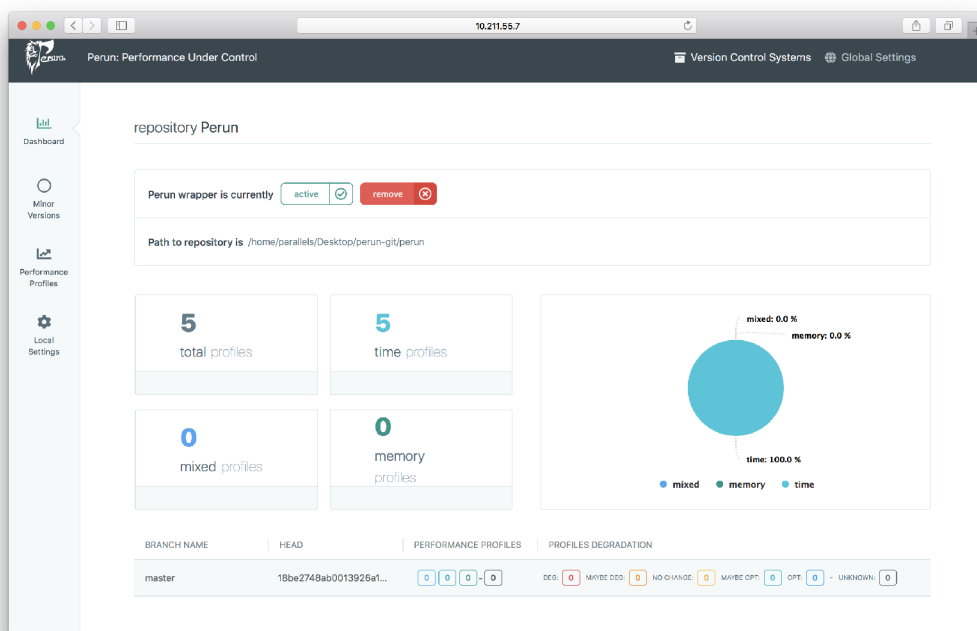 10.211.55.7
Perun.
Perun: Performance Under Control
Version Control Systems
Global Settings
Dashboard
Minor
Versions
Performance
Profiles
Local
Settings
repository Perun
Perun wrapper is currently active remove
Path to repository is /home/parallels/Desktop/perun-git/perun
5
total profiles
5
time profiles
0
mixed profiles
0
memory
profiles
mixed: 0.0 %
memory: 0.0 %
time: 100.0 %
mixed memory time
BRANCH NAME HEAD PERFORMANCE PROFILES PROFILES DEGRADATION
master 18be2748ab0013926a1... 0 0 0 - 0 DEG: 0 MAYBE DEG: 0 NO CHANGE: 0 MAYBE OPT: 0 OPT: 0 - UNKNOWN: 0